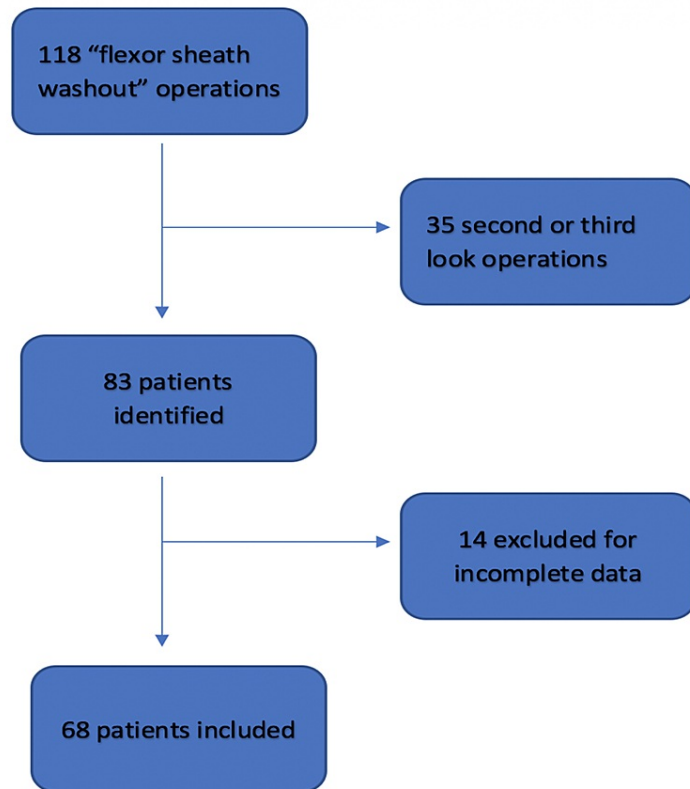 118 “flexor sheath
washout” operations
35 second or third
look operations
83 patients
identified
14 excluded for
incomplete data
68 patients included